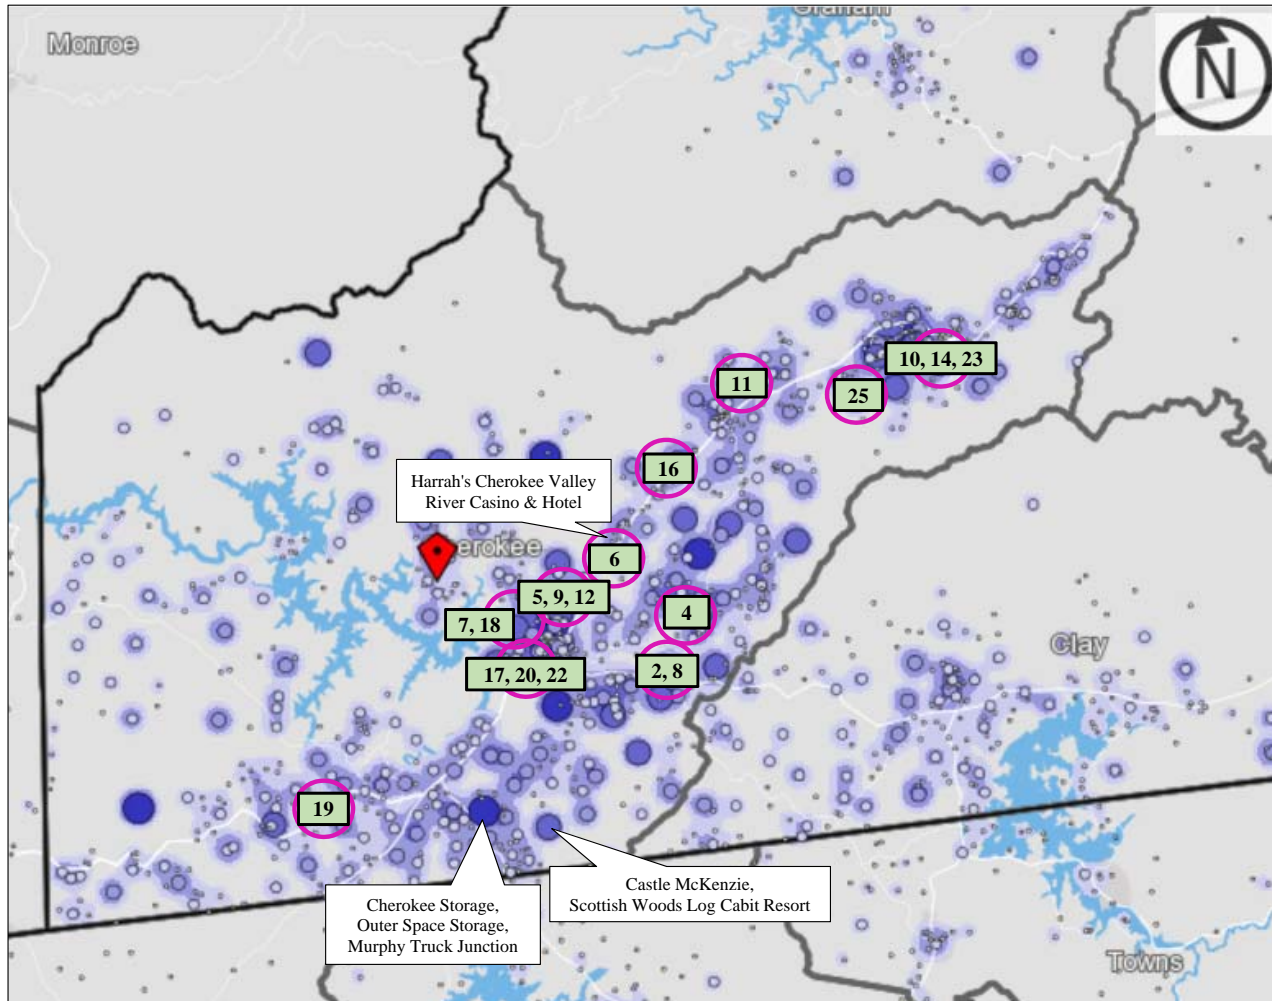 Graham
Monroe
N
10, 14, 23
11
25
16
Harrah's Cherokee Valley
River Casino & Hotel
erokee
6
5, 9, 12
7, 18
4
Clay
17, 20, 22
2, 8
19
Cherokee Storage,
Outer Space Storage,
Murphy Truck Junction
Castle McKenzie,
Scottish Woods Log Cabit Resort
Towns